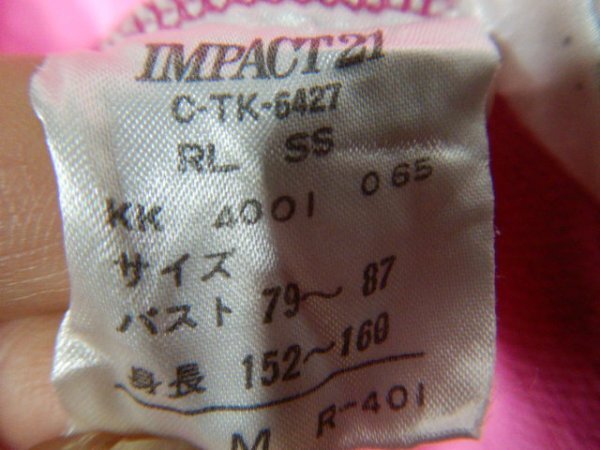 IMPACT21
C-TK-6427
RL SS
KK 4001 065
サイズ
バスト 79～ 87
身長 152～160
M R-401